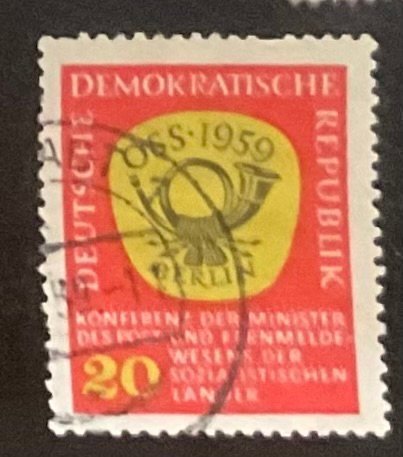 DEUTSCHE
DEMOKRATISCHE
REPUBLIK
OSS·1959
BERLIN
KONFERENZ DER MINISTER
DES POST- UND FERNMELDE-
WESENS DER
SOZIALISTISCHEN
LÄNDER
20